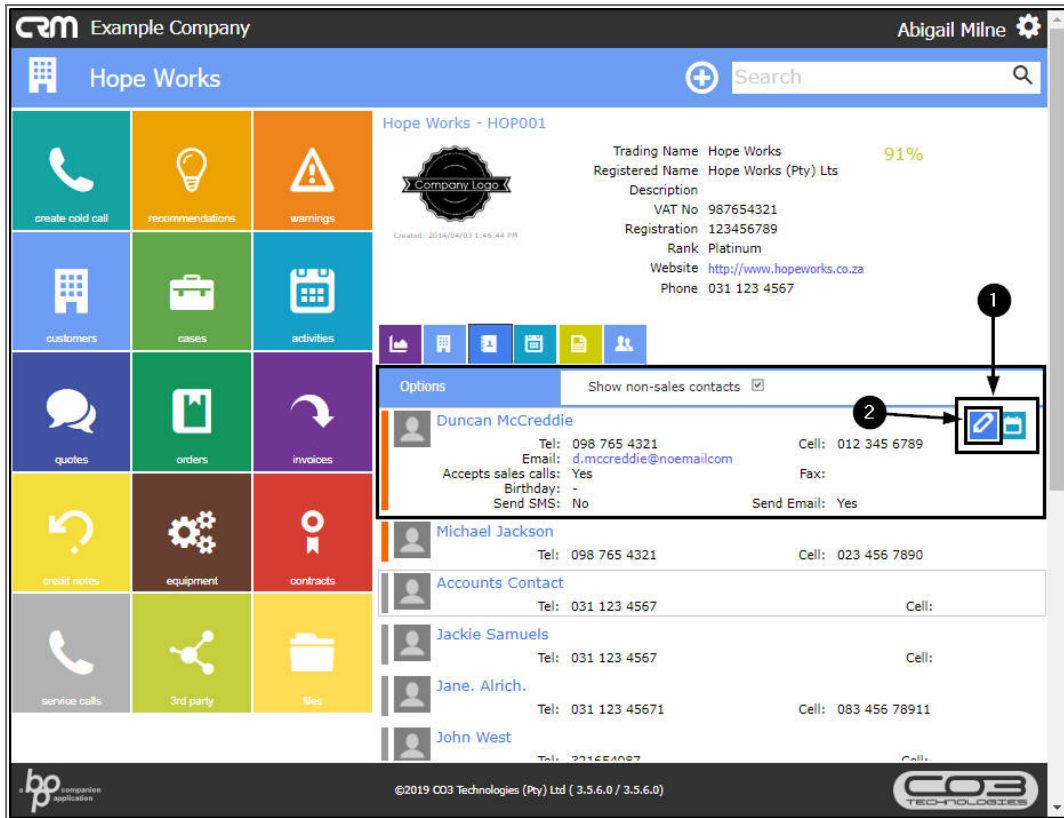 CRM Example Company
Abigail Milne
Hope Works
Search
create cold call
recommendations
warnings
customers
cases
activities
quotes
orders
invoices
credit notes
equipment
contracts
service calls
3rd party
files
Hope Works - HOP001
Company Logo
Created: 2014/04/03 1:46:44 PM
Trading Name Hope Works
91%
Registered Name Hope Works (Pty) Lts
Description
VAT No 987654321
Registration 123456789
Rank Platinum
Website http://www.hopeworks.co.za
Phone 031 123 4567
1
Options Show non-sales contacts
2
Duncan McCreddie
Tel: 098 765 4321 Cell: 012 345 6789
Email: d.mccreddie@noemailcom
Accepts sales calls: Yes Fax:
Birthday: -
Send SMS: No Send Email: Yes
Michael Jackson
Tel: 098 765 4321 Cell: 023 456 7890
Accounts Contact
Tel: 031 123 4567 Cell:
Jackie Samuels
Tel: 031 123 4567 Cell:
Jane. Alrich.
Tel: 031 123 45671 Cell: 083 456 78911
John West
Tel: 321654987 Cell:
a bpo companion
application
©2019 CO3 Technologies (Pty) Ltd ( 3.5.6.0 / 3.5.6.0)
CO3
TECHNOLOGIES